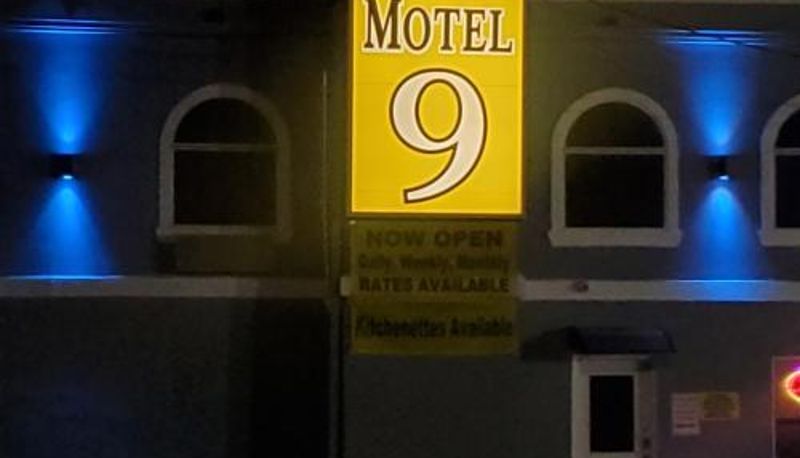 MOTEL
9
NOW OPEN
Daily, Weekly, Monthly
RATES AVAILABLE
Kitchenettes Available